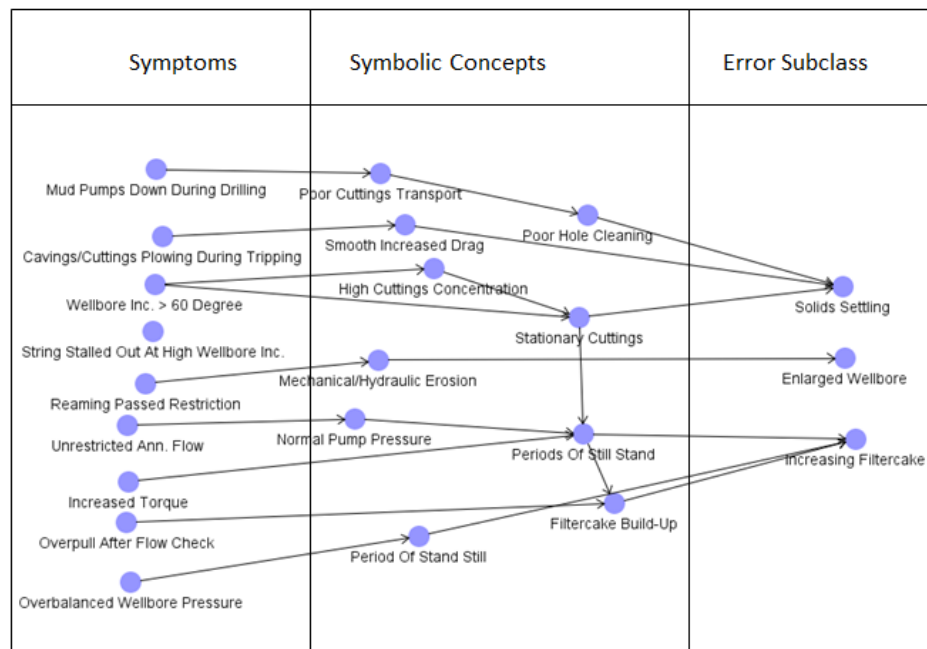 Symptoms
Symbolic Concepts
Error Subclass
Mud Pumps Down During Drilling
Poor Cuttings Transport
Poor Hole Cleaning
Cavings/Cuttings Plowing During Tripping
Smooth Increased Drag
High Cuttings Concentration
Wellbore Inc. > 60 Degree
Solids Settling
Stationary Cuttings
String Stalled Out At High Wellbore Inc.
Mechanical/Hydraulic Erosion
Enlarged Wellbore
Reaming Passed Restriction
Unrestricted Ann. Flow
Normal Pump Pressure
Periods Of Still Stand
Increasing Filtercake
Increased Torque
Filtercake Build-Up
Overpull After Flow Check
Period Of Stand Still
Overbalanced Wellbore Pressure